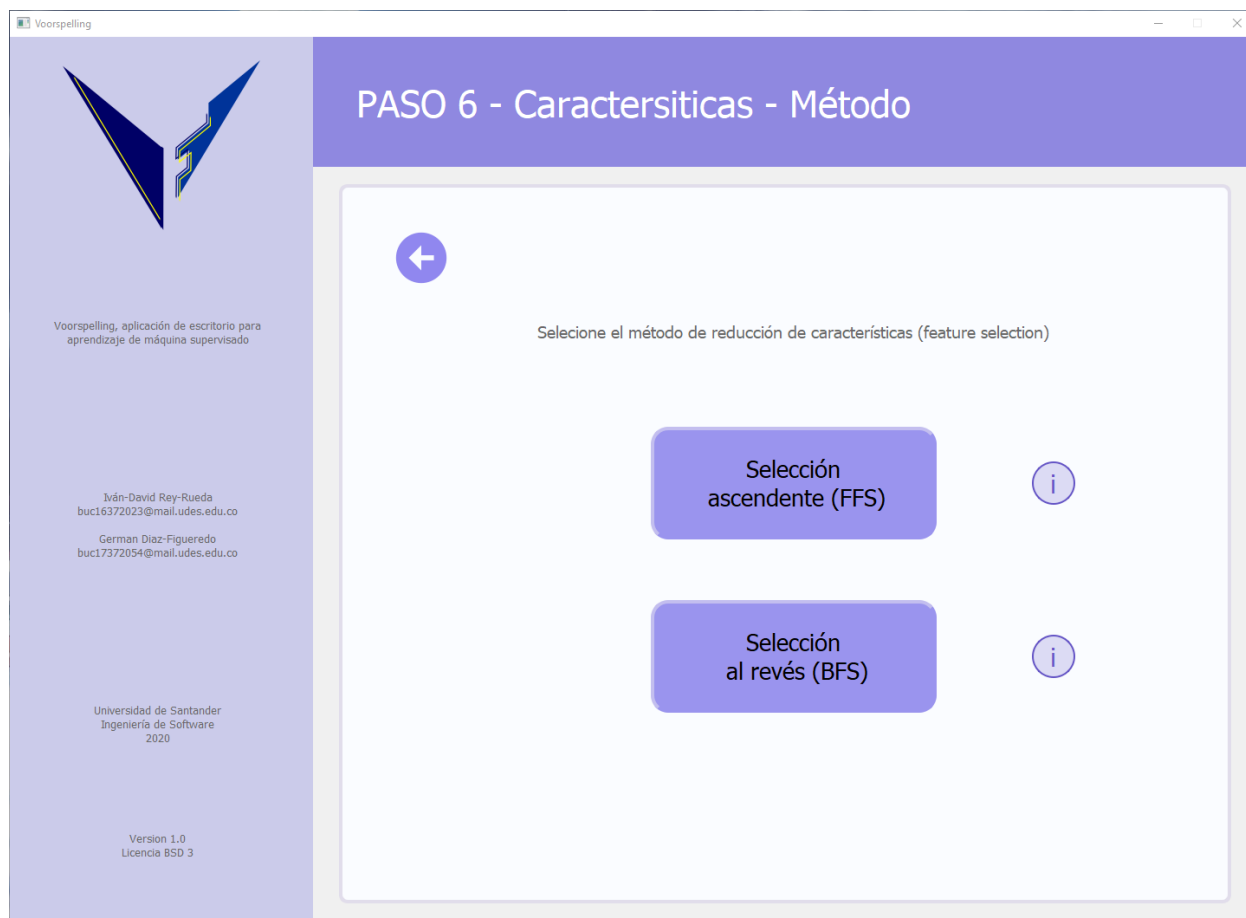 Voorspelling
PASO 6 - Caractersiticas - Método
Voorspelling, aplicación de escritorio para
aprendizaje de máquina supervisado
Iván-David Rey-Rueda
buc16372023@mail.udes.edu.co
German Diaz-Figueredo
buc17372054@mail.udes.edu.co
Universidad de Santander
Ingeniería de Software
2020
Version 1.0
Licencia BSD 3
Selecione el método de reducción de características (feature selection)
Selección
ascendente (FFS)
i
Selección
al revés (BFS)
i